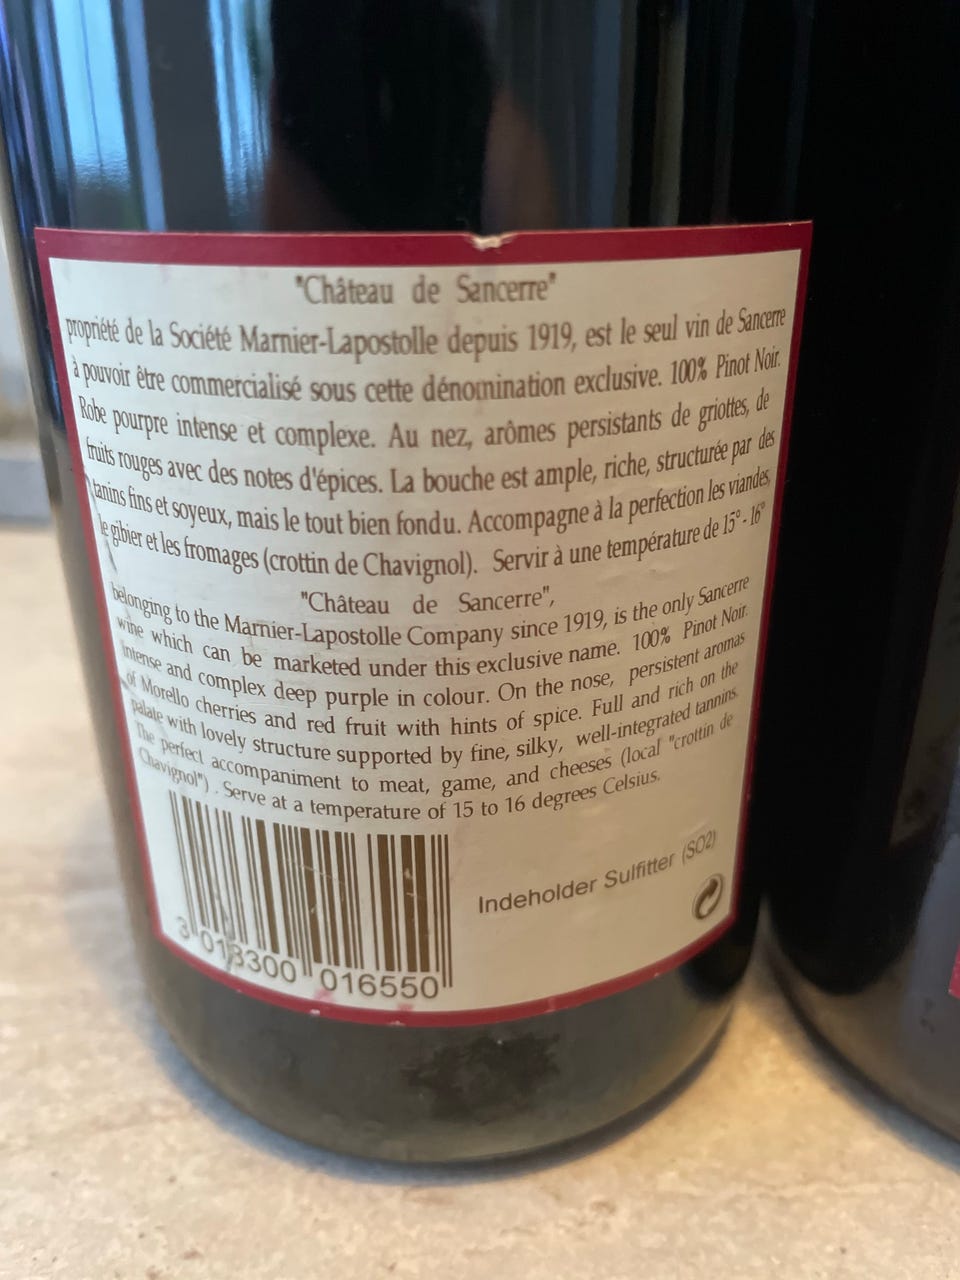 "Château de Sancerre"
propriété de la Société Marnier-Lapostolle depuis 1919, est le seul vin de Sancerre
à pouvoir être commercialisé sous cette dénomination exclusive. 100% Pinot Noir.
Robe pourpre intense et complexe. Au nez, arômes persistants de griottes, de
fruits rouges avec des notes d'épices. La bouche est ample, riche, structurée par des
tanins fins et soyeux, mais le tout bien fondu. Accompagne à la perfection les viandes,
le gibier et les fromages (crottin de Chavignol). Servir à une température de 15° - 16°
"Château de Sancerre",
belonging to the Marnier-Lapostolle Company since 1919, is the only Sancerre
wine which can be marketed under this exclusive name. 100% Pinot Noir.
Intense and complex deep purple in colour. On the nose, persistent aromas
of Morello cherries and red fruit with hints of spice. Full and rich on the
palate with lovely structure supported by fine, silky, well-integrated tannins.
The perfect accompaniment to meat, game, and cheeses (local "crottin de
Chavignol") . Serve at a temperature of 15 to 16 degrees Celsius.
Indeholder Sulfitter (SO2)
3 013300 016550